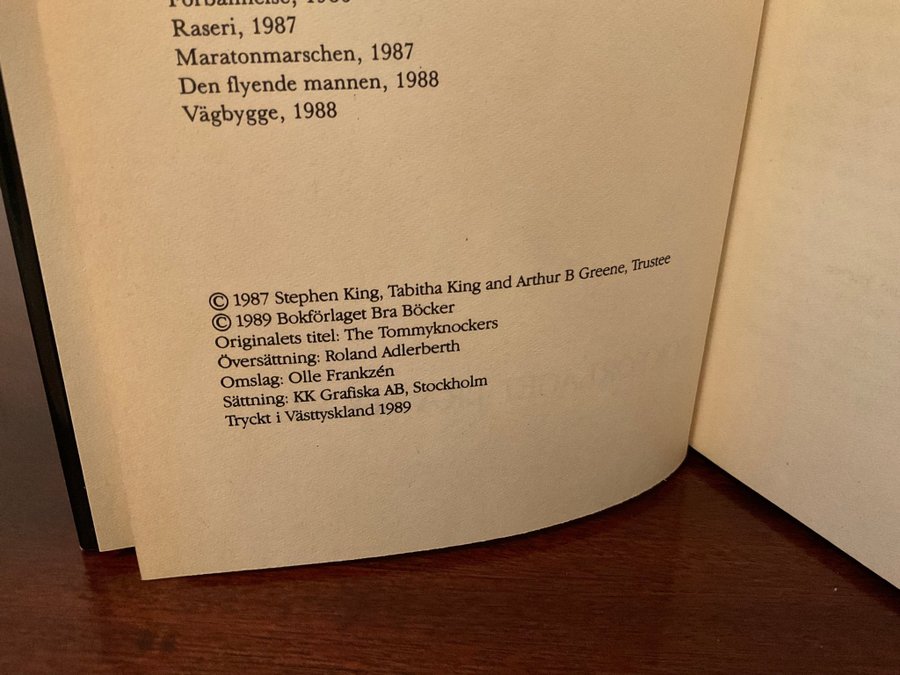 Raseri, 1987
Maratonmarschen, 1987
Den flyende mannen, 1988
Vägbygge, 1988
© 1987 Stephen King, Tabitha King and Arthur B Greene, Trustee
© 1989 Bokförlaget Bra Böcker
Originalets titel: The Tommyknockers
Översättning: Roland Adlerberth
Omslag: Olle Frankzén
Sättning: KK Grafiska AB, Stockholm
Tryckt i Västtyskland 1989